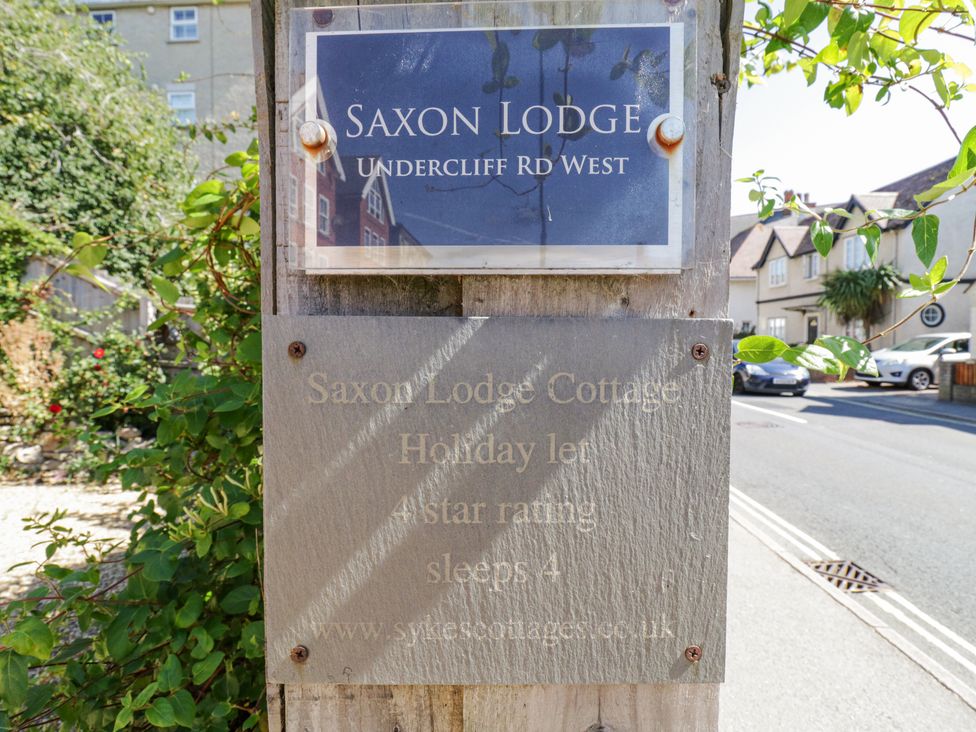 SAXON LODGE
UNDERCLIFF RD WEST
Saxon Lodge Cottage
Holiday let
4 star rating
sleeps 4
www.sykescottages.co.uk